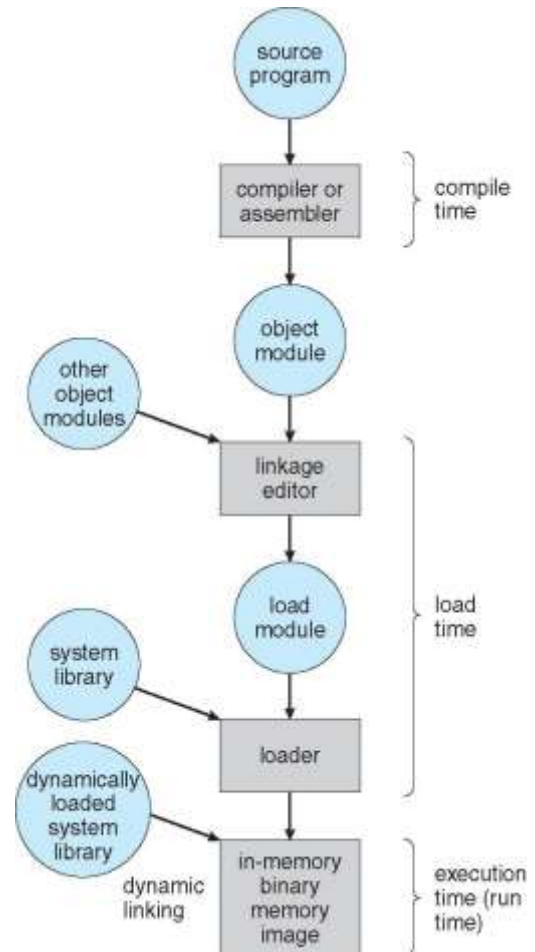 source
program
compiler or
assembler
compile
time
object
module
other
object
modules
linkage
editor
load
module
load
time
system
library
loader
dynamically
loaded
system
library
dynamic
linking
in-memory
binary
memory
image
execution
time (run
time)